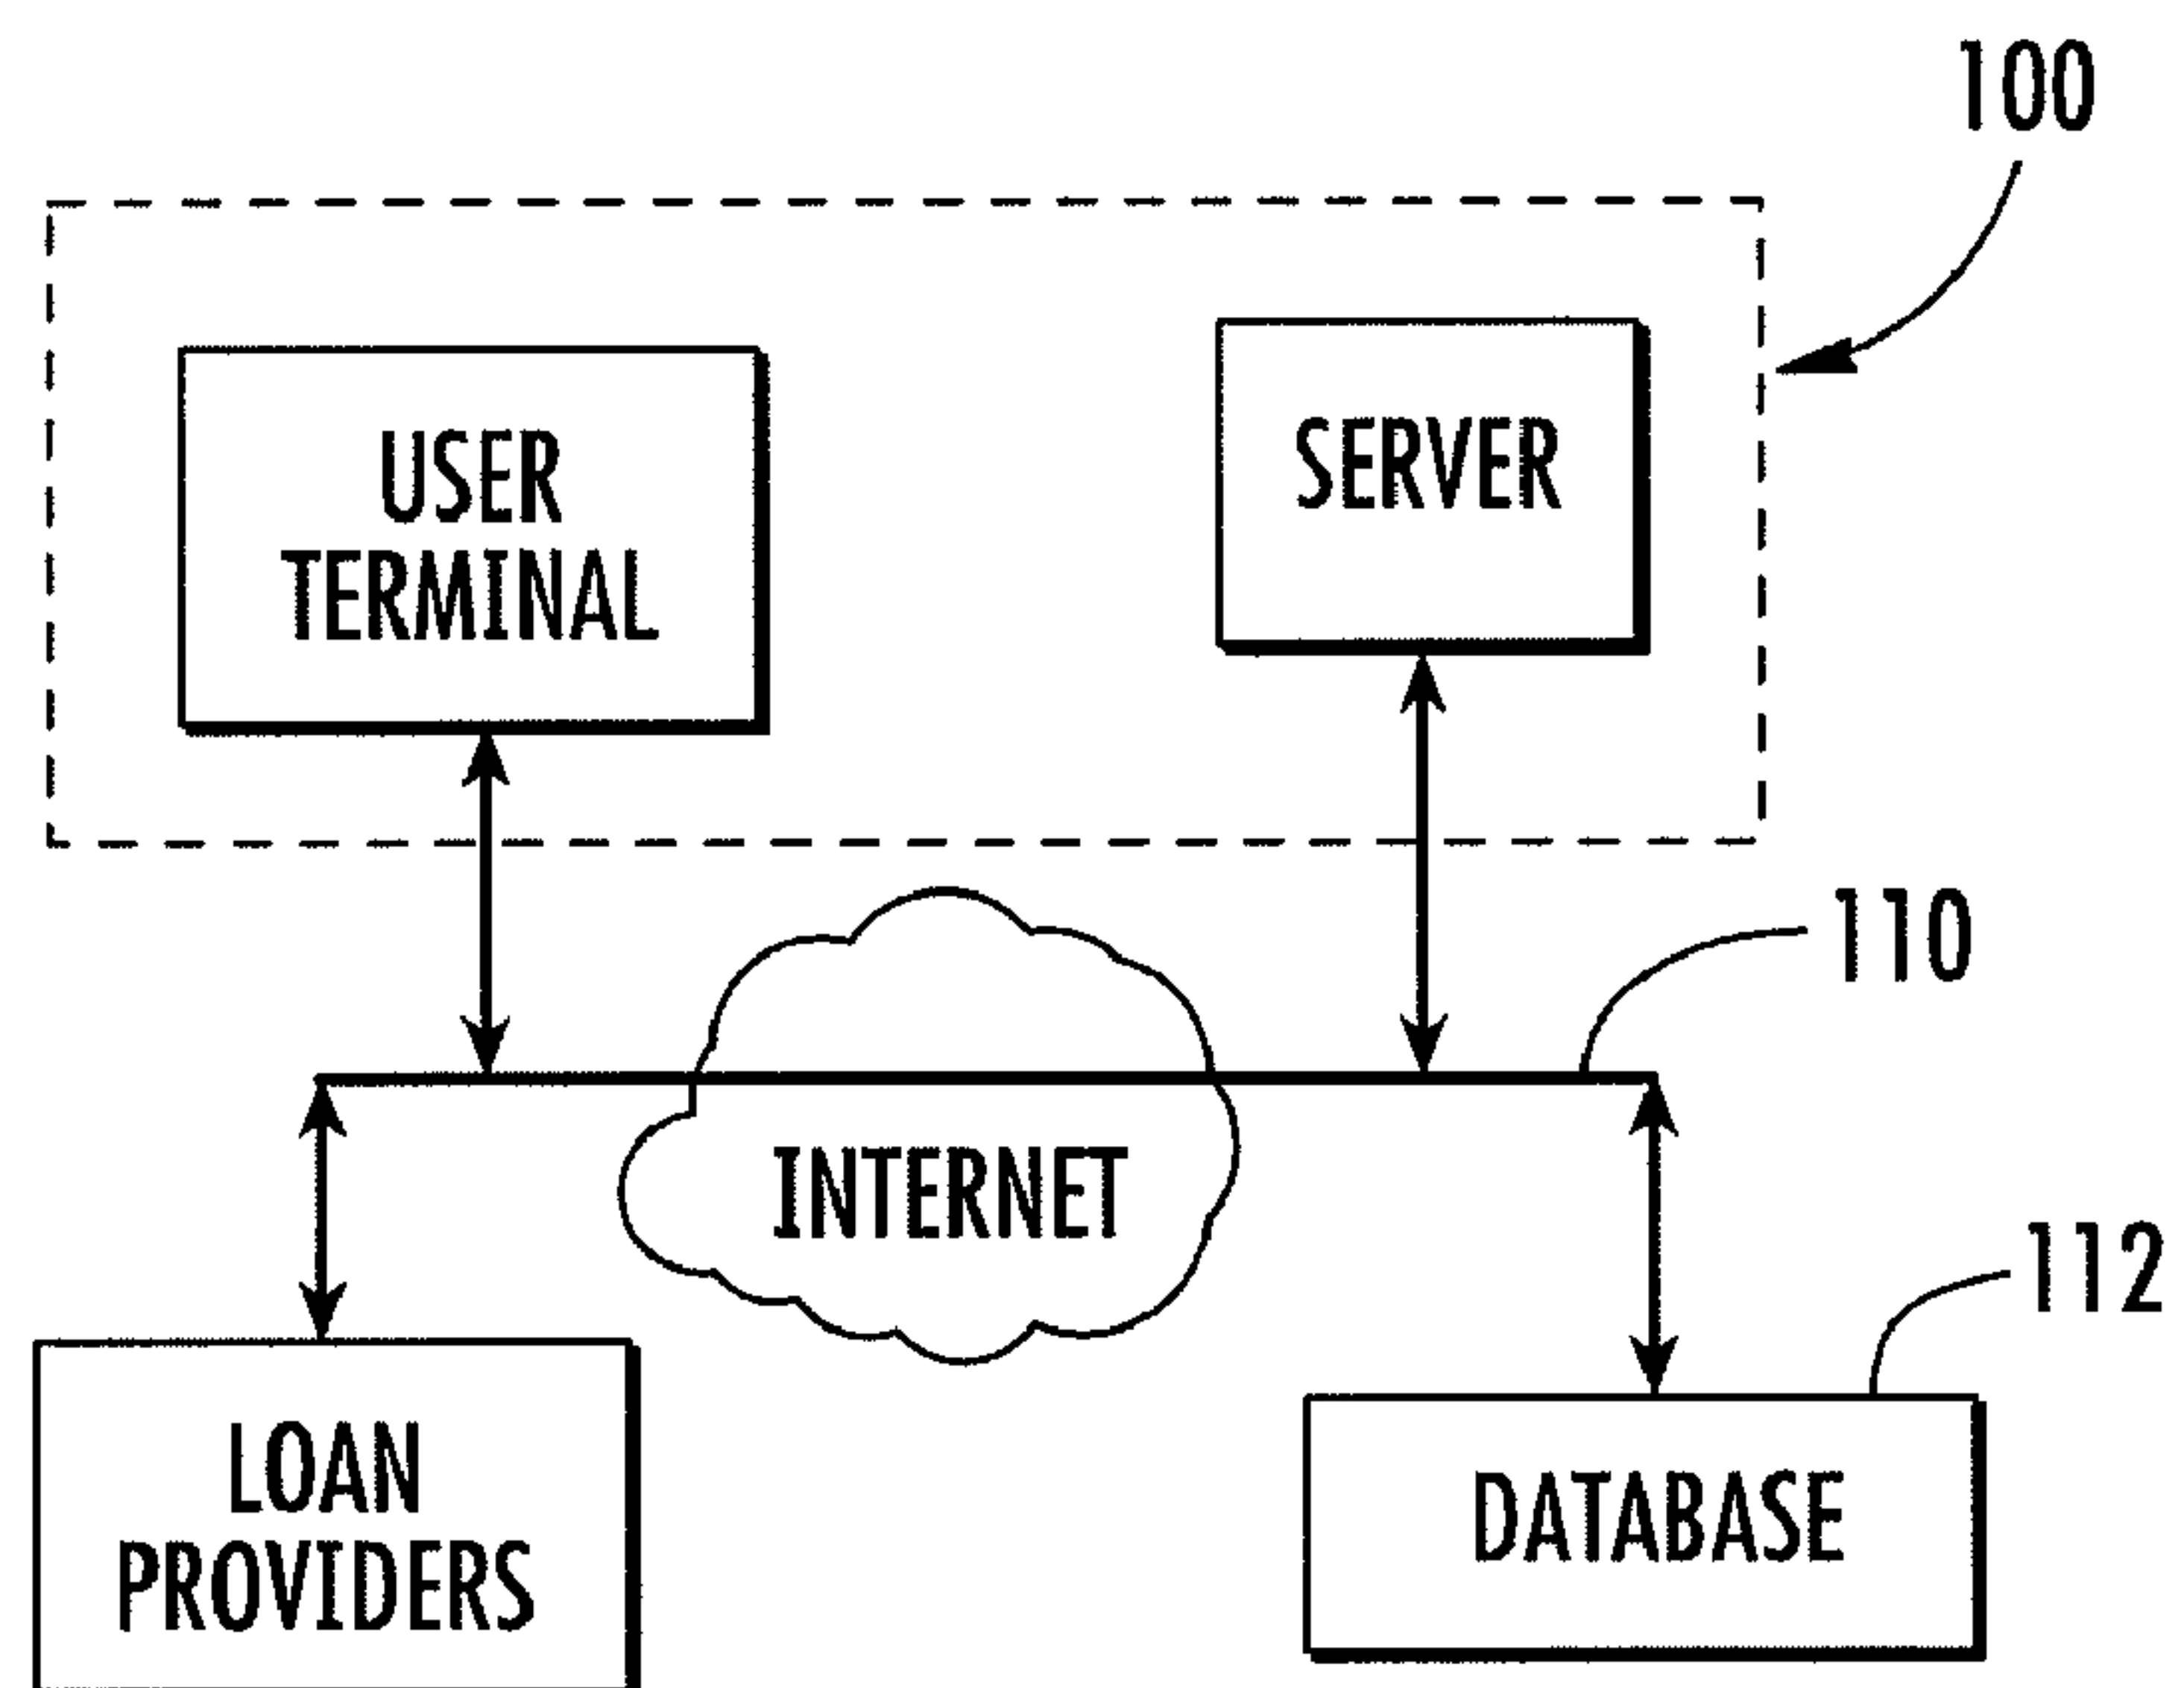 100
USER
TERMINAL
SERVER
110
INTERNET
112
LOAN
PROVIDERS
DATABASE